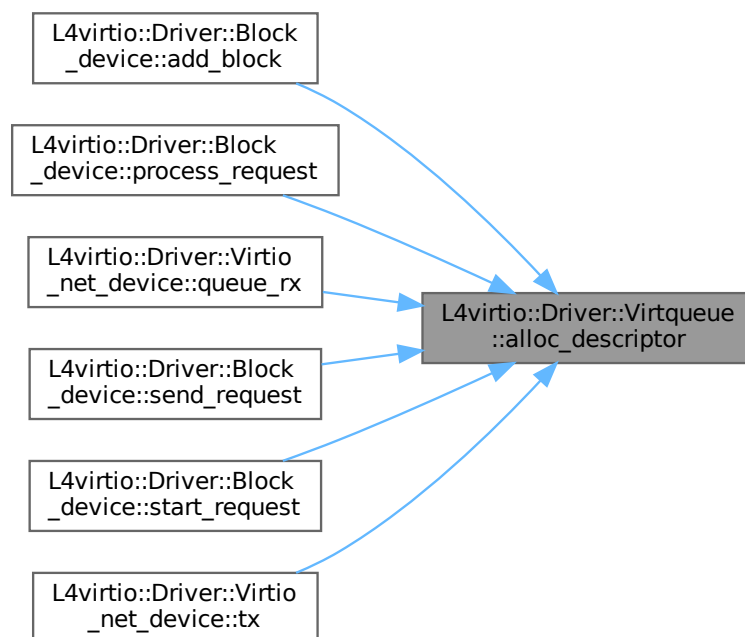 L4virtio::Driver::Block
_device::add_block
L4virtio::Driver::Block
_device::process_request
L4virtio::Driver::Virtio
_net_device::queue_rx
L4virtio::Driver::Virtqueue
::alloc_descriptor
L4virtio::Driver::Block
_device::send_request
L4virtio::Driver::Block
_device::start_request
L4virtio::Driver::Virtio
_net_device::tx